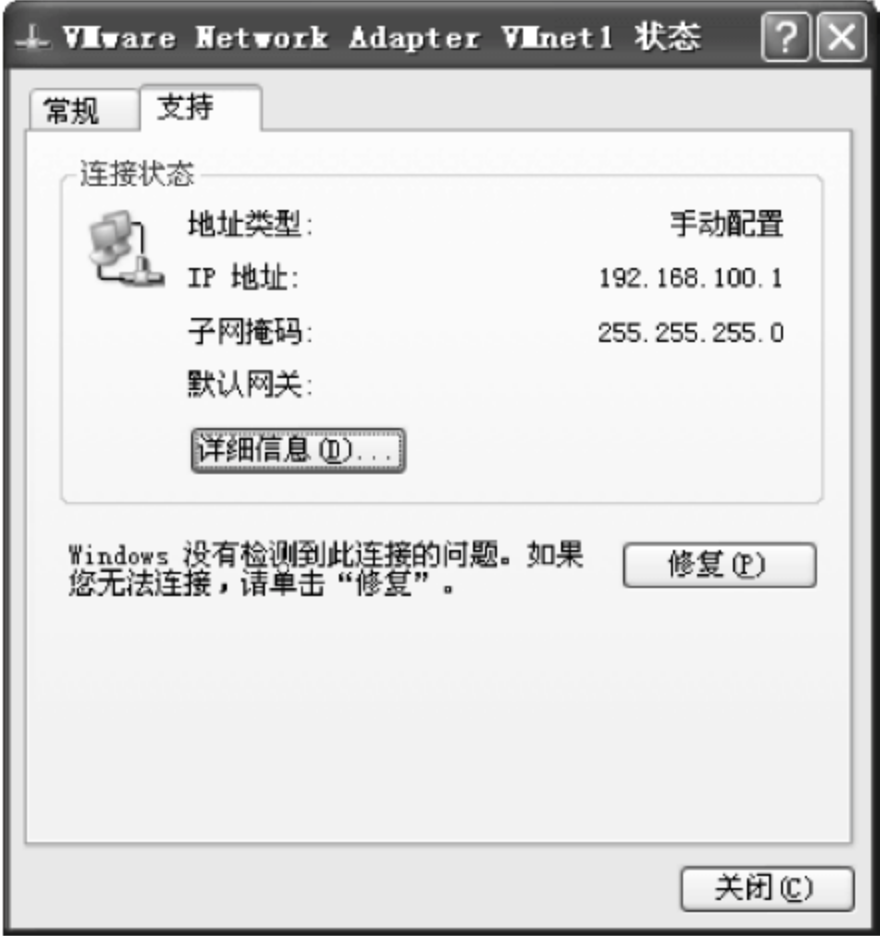 VMware Network Adapter VMnet1 状态
常规 支持
连接状态
地址类型: 手动配置
IP 地址: 192.168.100.1
子网掩码: 255.255.255.0
默认网关:
详细信息(D)...
Windows 没有检测到此连接的问题。如果
您无法连接，请单击“修复”。
修复(P)
关闭(C)